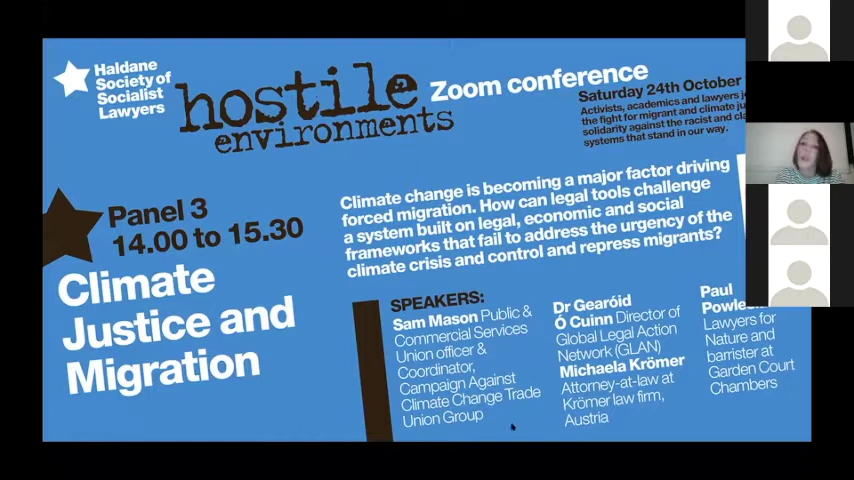 Haldane
Society of
Socialist
Lawyers
hostile
environments
Zoom conference
Saturday 24th October
Activists, academics and lawyers
the fight for migrant and climate
solidarity against the racist and
systems that stand in our way.
Panel 3
14.00 to 15.30
Climate
Justice and
Migration
Climate change is becoming a major factor driving
forced migration. How can legal tools challenge
a system built on legal, economic and social
frameworks that fail to address the urgency of the
climate crisis and control and repress migrants?
SPEAKERS:
Sam Mason Public &
Commercial Services
Union officer &
Coordinator,
Campaign Against
Climate Change Trade
Union Group
Dr Gearóid
Ó Cuinn Director of
Global Legal Action
Network (GLAN)
Michaela Krömer
Attorney-at-law at
Krömer law firm,
Austria
Paul
Lawyers for
Nature and
barrister at
Garden Court
Chambers